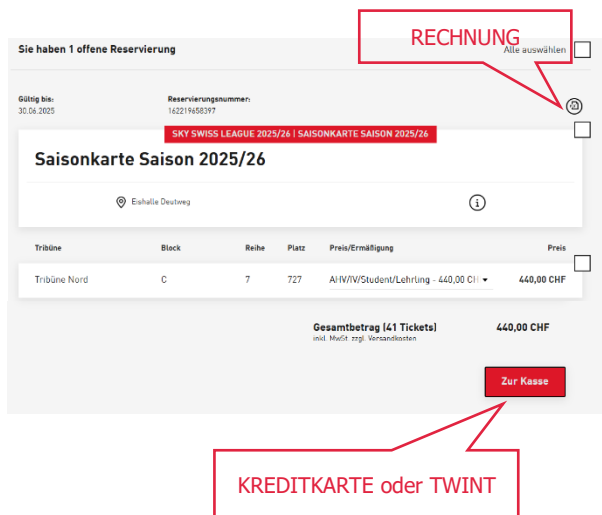 RECHNUNG
Sie haben 1 offene Reservierung
Alle auswählen
Gültig bis:
30.06.2025
Reservierungsnummer:
162219658397
SKY SWISS LEAGUE 2025/26 | SAISONKARTE SAISON 2025/26
Saisonkarte Saison 2025/26
Eishalle Deutweg
Tribüne Block Reihe Platz Preis/Ermäßigung Preis
Tribüne Nord C 7 727 AHV/IV/Student/Lehrling - 440,00 CH 440,00 CHF
Gesamtbetrag (41 Tickets) 440,00 CHF
inkl. MwSt. zzgl. Versandkosten
Zur Kasse
KREDITKARTE oder TWINT